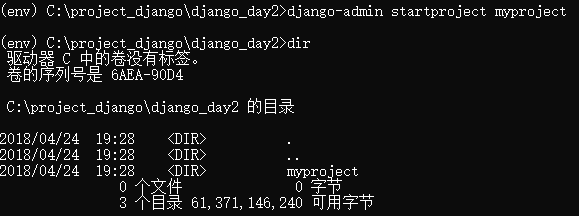 (env) C:\project_django\django_day2>django-admin startproject myproject
(env) C:\project_django\django_day2>dir
驱动器 C 中的卷没有标签。
卷的序列号是 6AEA-90D4
C:\project_django\django_day2 的目录
2018/04/24  19:28    <DIR>          .
2018/04/24  19:28    <DIR>          ..
2018/04/24  19:28    <DIR>          myproject
0 个文件              0 字节
3 个目录 61,371,146,240 可用字节